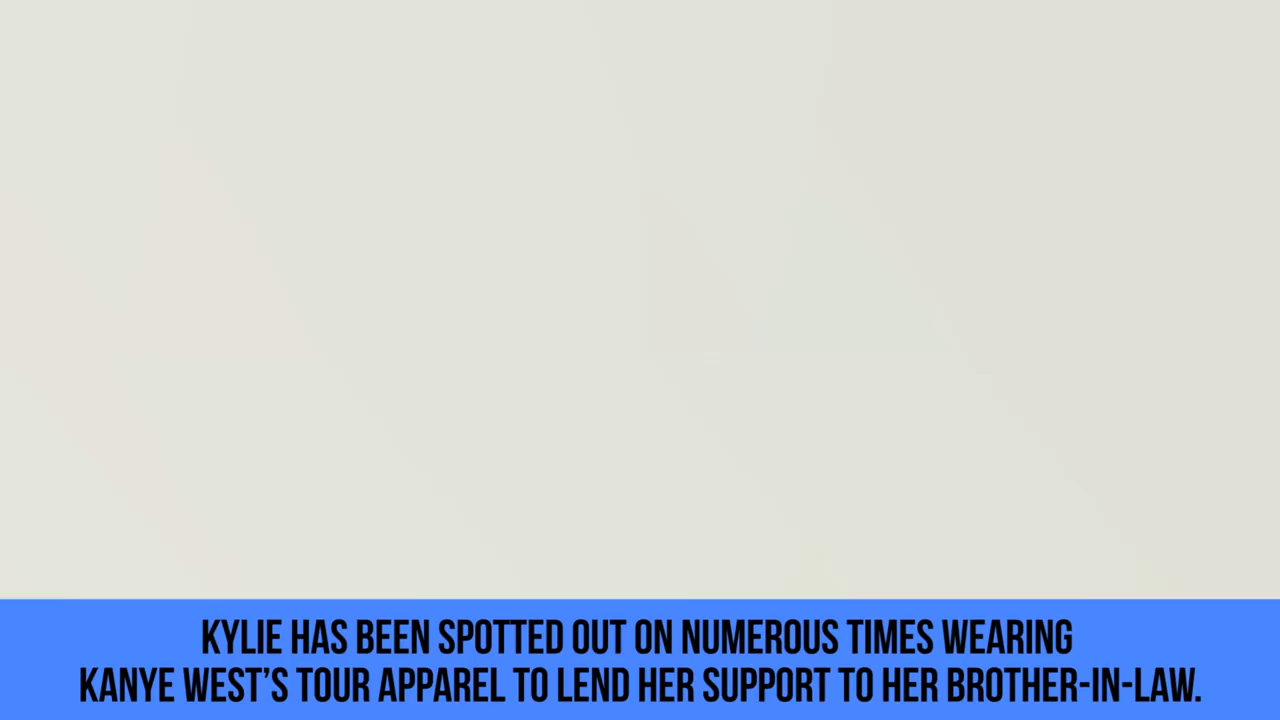 KYLIE HAS BEEN SPOTTED OUT ON NUMEROUS TIMES WEARING
KANYE WEST’S TOUR APPAREL TO LEND HER SUPPORT TO HER BROTHER-IN-LAW.